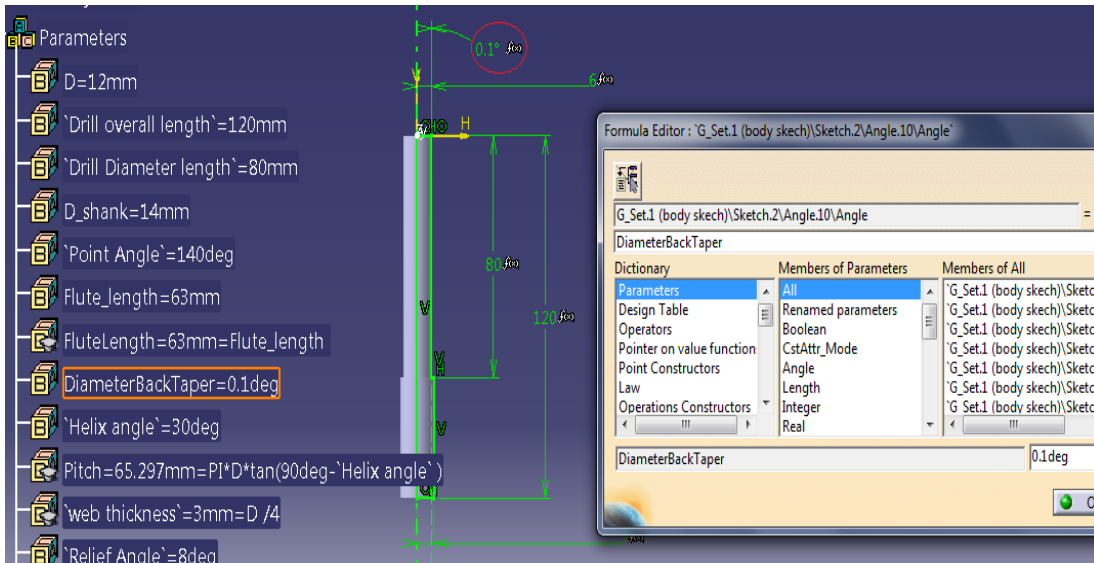 Parameters
D=12mm
`Drill overall length`=120mm
`Drill Diameter length`=80mm
D_shank=14mm
`Point Angle`=140deg
Flute_length=63mm
FluteLength=63mm=Flute_length
DiameterBackTaper=0.1deg
`Helix angle`=30deg
Pitch=65.297mm=PI*D*tan(90deg-`Helix angle`)
`web thickness`=3mm=D /4
`Relief Angle`=8deg
0.1° f(x)
6 f(x)
H
V
80 f(x)
V
120 f(x)
V
H
V
f(x)
Formula Editor : `G_Set.1 (body skech)\Sketch.2\Angle.10\Angle`
G_Set.1 (body skech)\Sketch.2\Angle.10\Angle =
DiameterBackTaper
Dictionary Members of Parameters Members of All
Parameters All `G_Set.1 (body skech)\Sketc
Design Table Renamed parameters `G_Set.1 (body skech)\Sketc
Operators Boolean `G_Set.1 (body skech)\Sketc
Pointer on value function CstAttr_Mode `G_Set.1 (body skech)\Sketc
Point Constructors Angle `G_Set.1 (body skech)\Sketc
Law Length `G_Set.1 (body skech)\Sketc
Operations Constructors Integer `G_Set.1 (body skech)\Sketc
Real
DiameterBackTaper 0.1deg